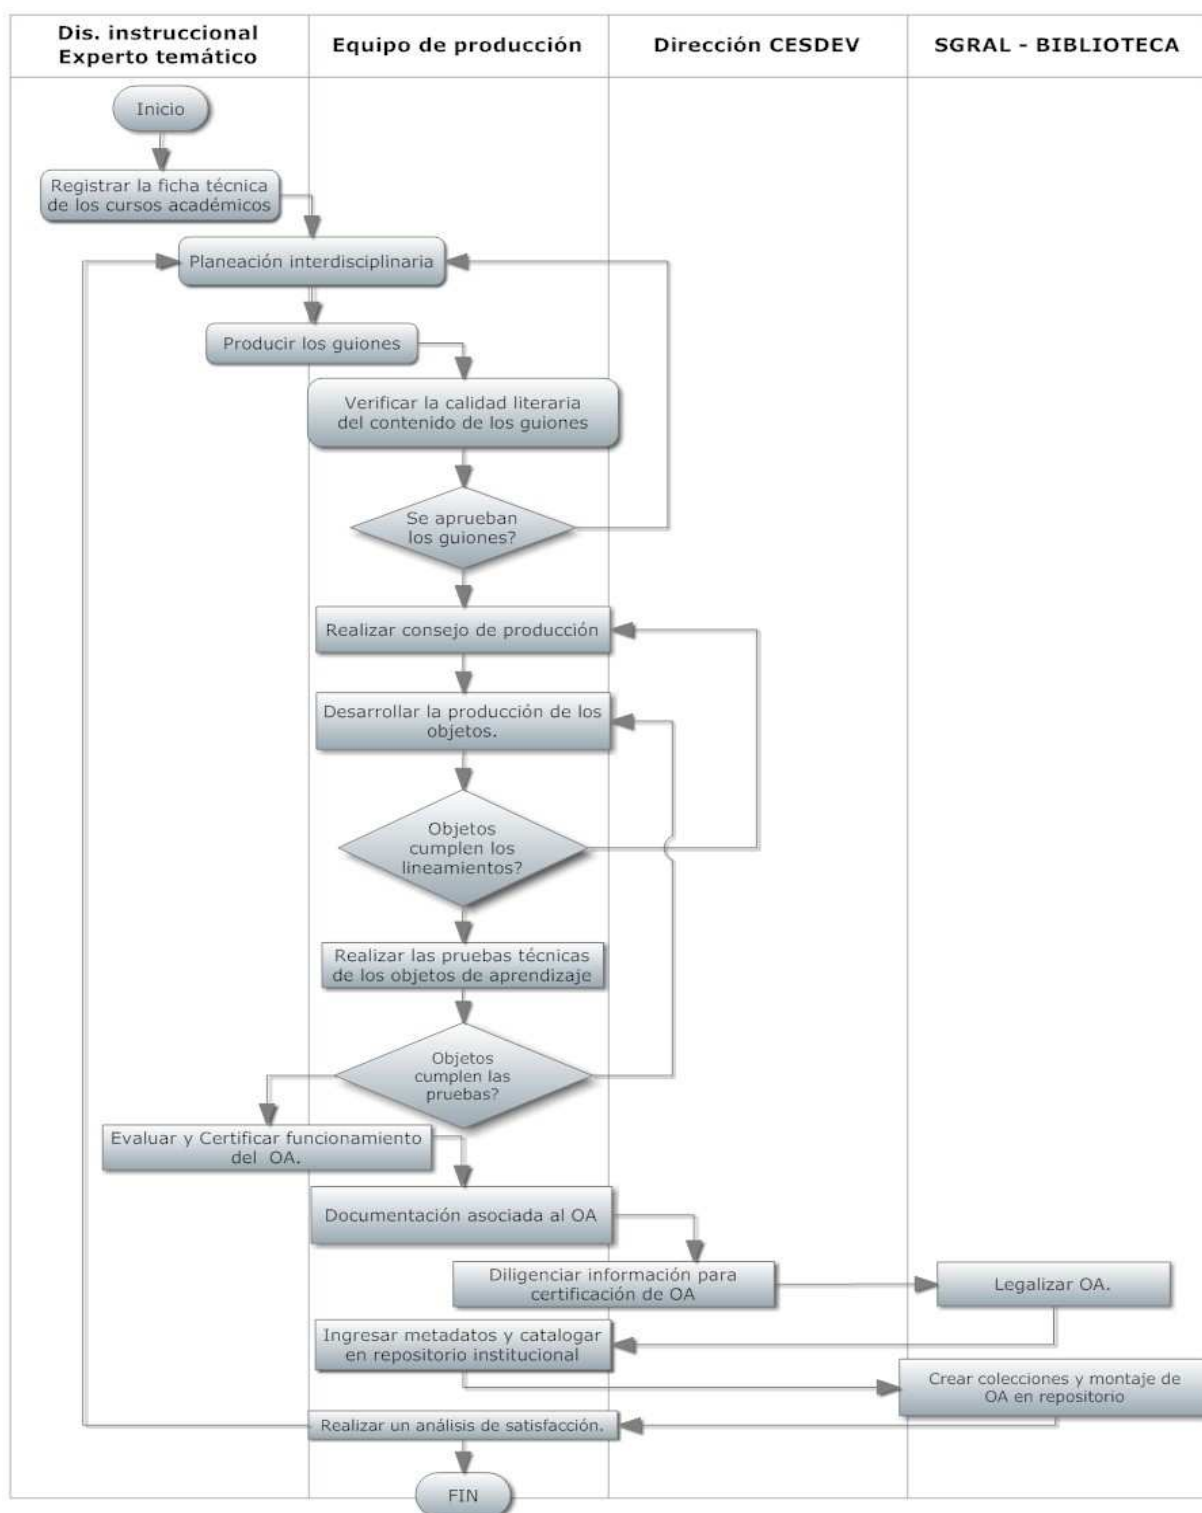 Dis. instruccional
Experto temático
Equipo de producción
Dirección CESDEV
SGRAL - BIBLIOTECA
Inicio
Registrar la ficha técnica
de los cursos académicos
Planeación interdisciplinaria
Producir los guiones
Verificar la calidad literaria
del contenido de los guiones
Se aprueban
los guiones?
Realizar consejo de producción
Desarrollar la producción de los
objetos.
Objetos
cumplen los
lineamientos?
Realizar las pruebas técnicas
de los objetos de aprendizaje
Objetos
cumplen las
pruebas?
Evaluar y Certificar funcionamiento
del OA.
Documentación asociada al OA
Diligenciar información para
certificación de OA
Legalizar OA.
Ingresar metadatos y catalogar
en repositorio institucional
Crear colecciones y montaje de
OA en repositorio
Realizar un análisis de satisfacción.
FIN